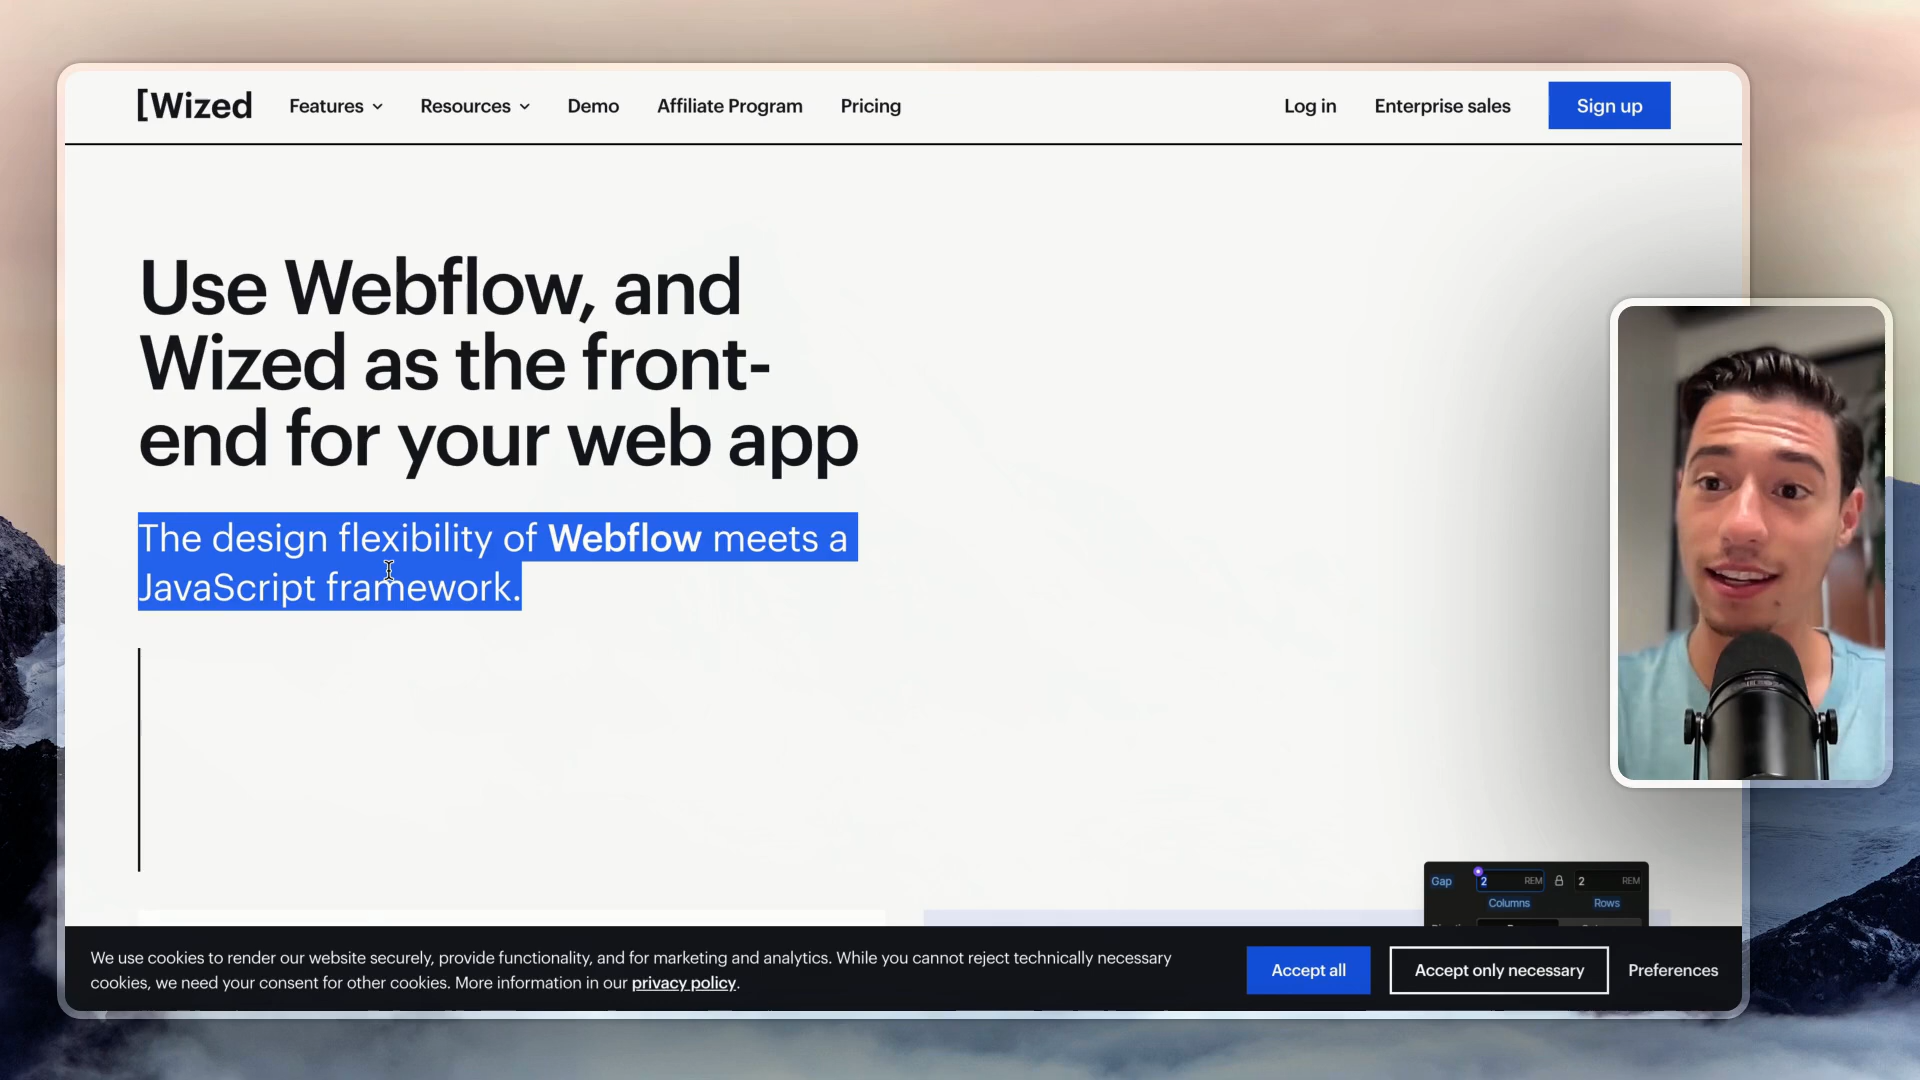 [Wized Features Resources Demo Affiliate Program Pricing Log in Enterprise sales Sign up
Use Webflow, and
Wized as the front-
end for your web app
The design flexibility of Webflow meets a
JavaScript framework.
Gap 2 REM 2 REM
Columns Rows
We use cookies to render our website securely, provide functionality, and for marketing and analytics. While you cannot reject technically necessary
cookies, we need your consent for other cookies. More information in our privacy policy.
Accept all Accept only necessary Preferences